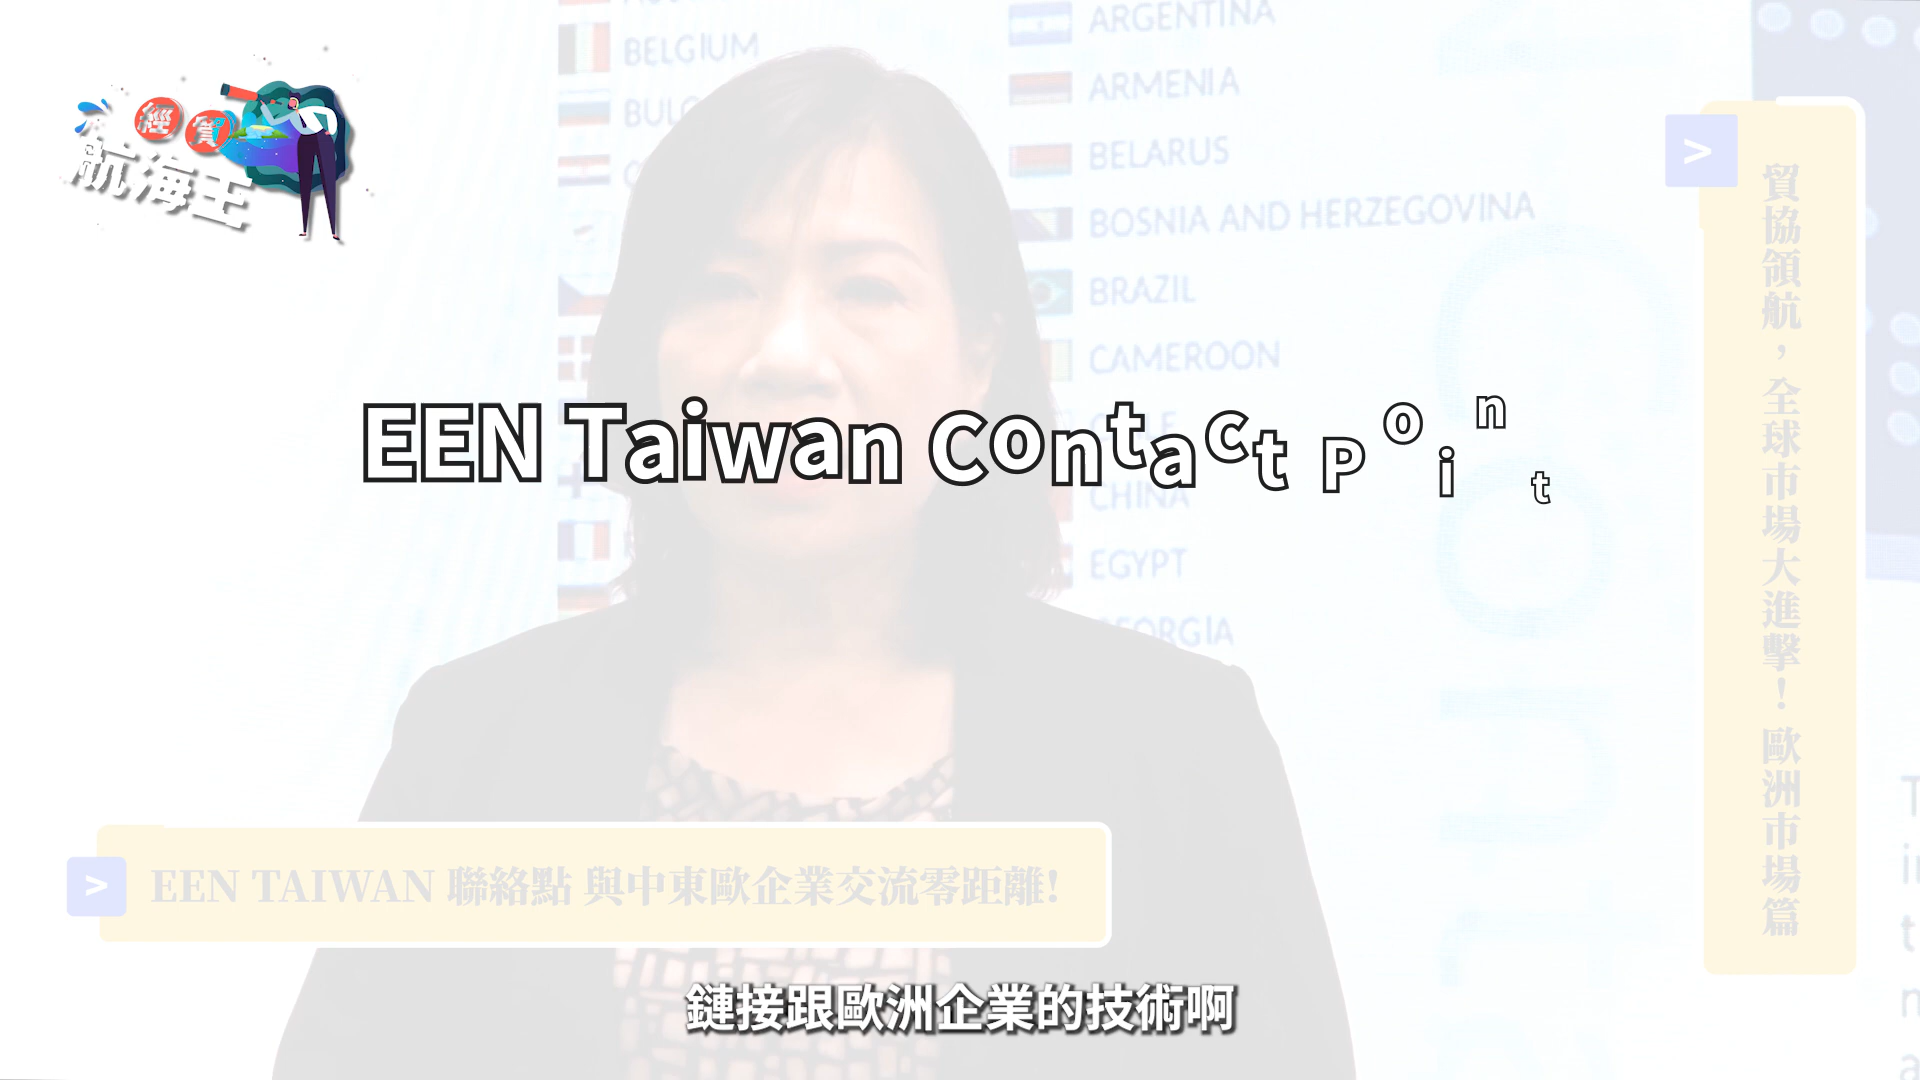 經貿
航海王
BELGIUM
ARGENTINA
ARMENIA
BELARUS
BOSNIA AND HERZEGOVINA
BRAZIL
CAMEROON
CHINA
EGYPT
GEORGIA
EEN Taiwan Contact Point
>
貿協領航，全球市場大進擊！歐洲市場篇
>
EEN TAIWAN 聯絡點 與中東歐企業交流零距離!
鏈接跟歐洲企業的技術啊